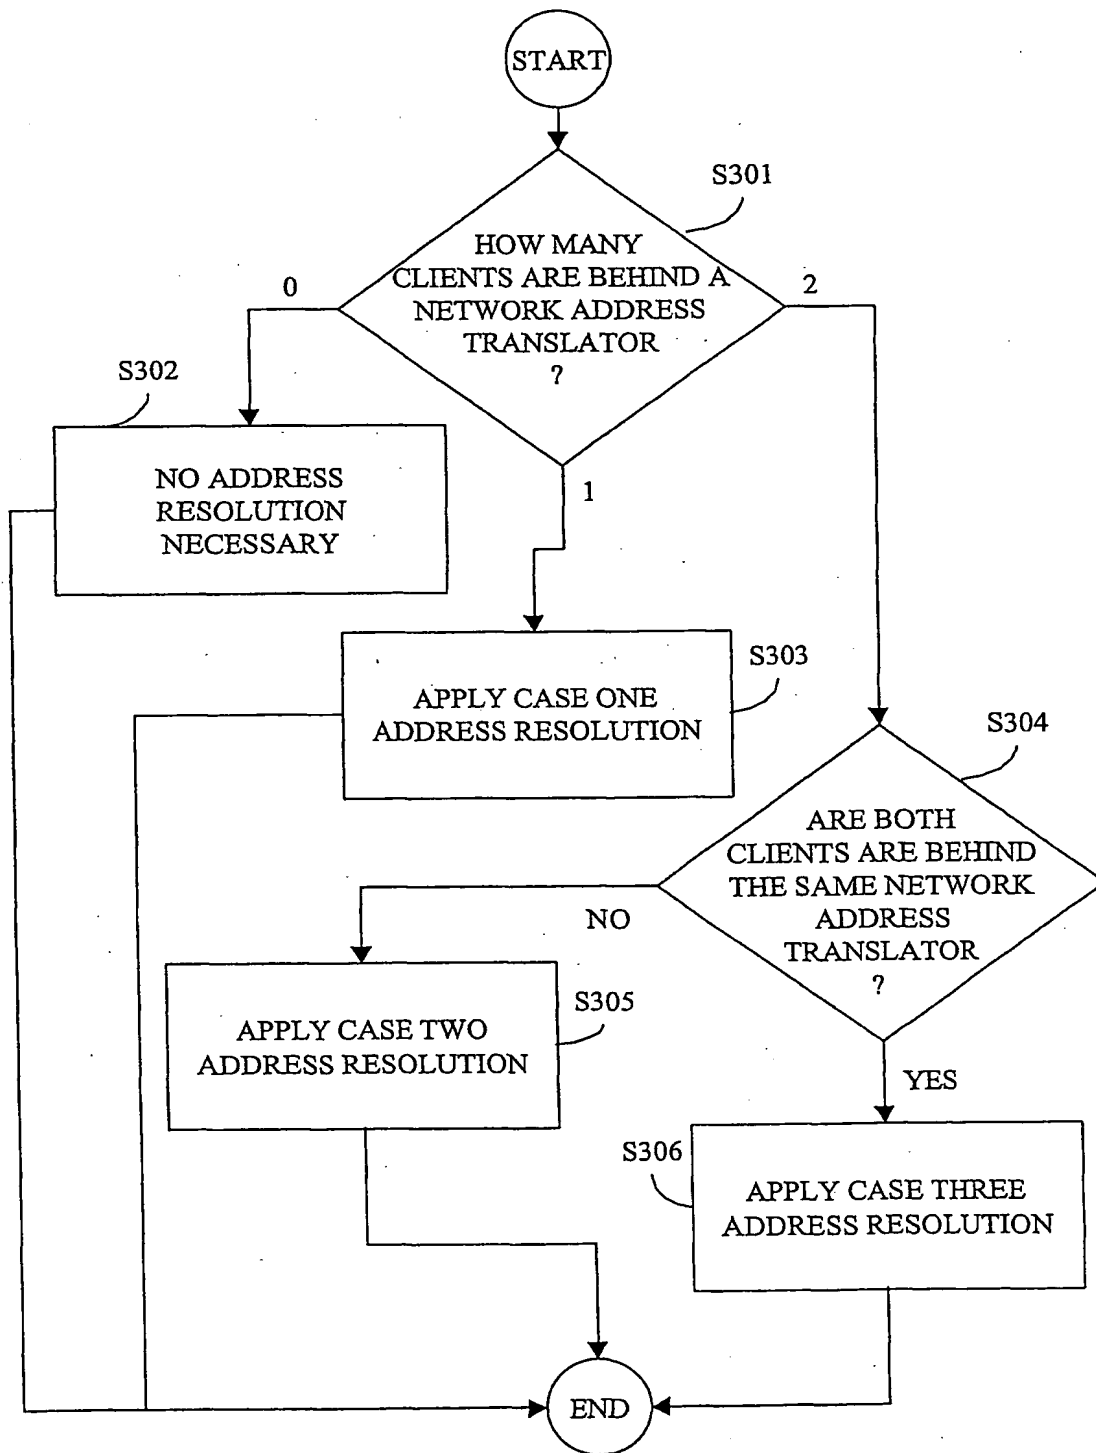 START
S301
HOW MANY
CLIENTS ARE BEHIND A
NETWORK ADDRESS
TRANSLATOR
?
0
2
1
S302
NO ADDRESS
RESOLUTION
NECESSARY
S303
APPLY CASE ONE
ADDRESS RESOLUTION
S304
ARE BOTH
CLIENTS ARE BEHIND
THE SAME NETWORK
ADDRESS
TRANSLATOR
?
NO
YES
S305
APPLY CASE TWO
ADDRESS RESOLUTION
S306
APPLY CASE THREE
ADDRESS RESOLUTION
END